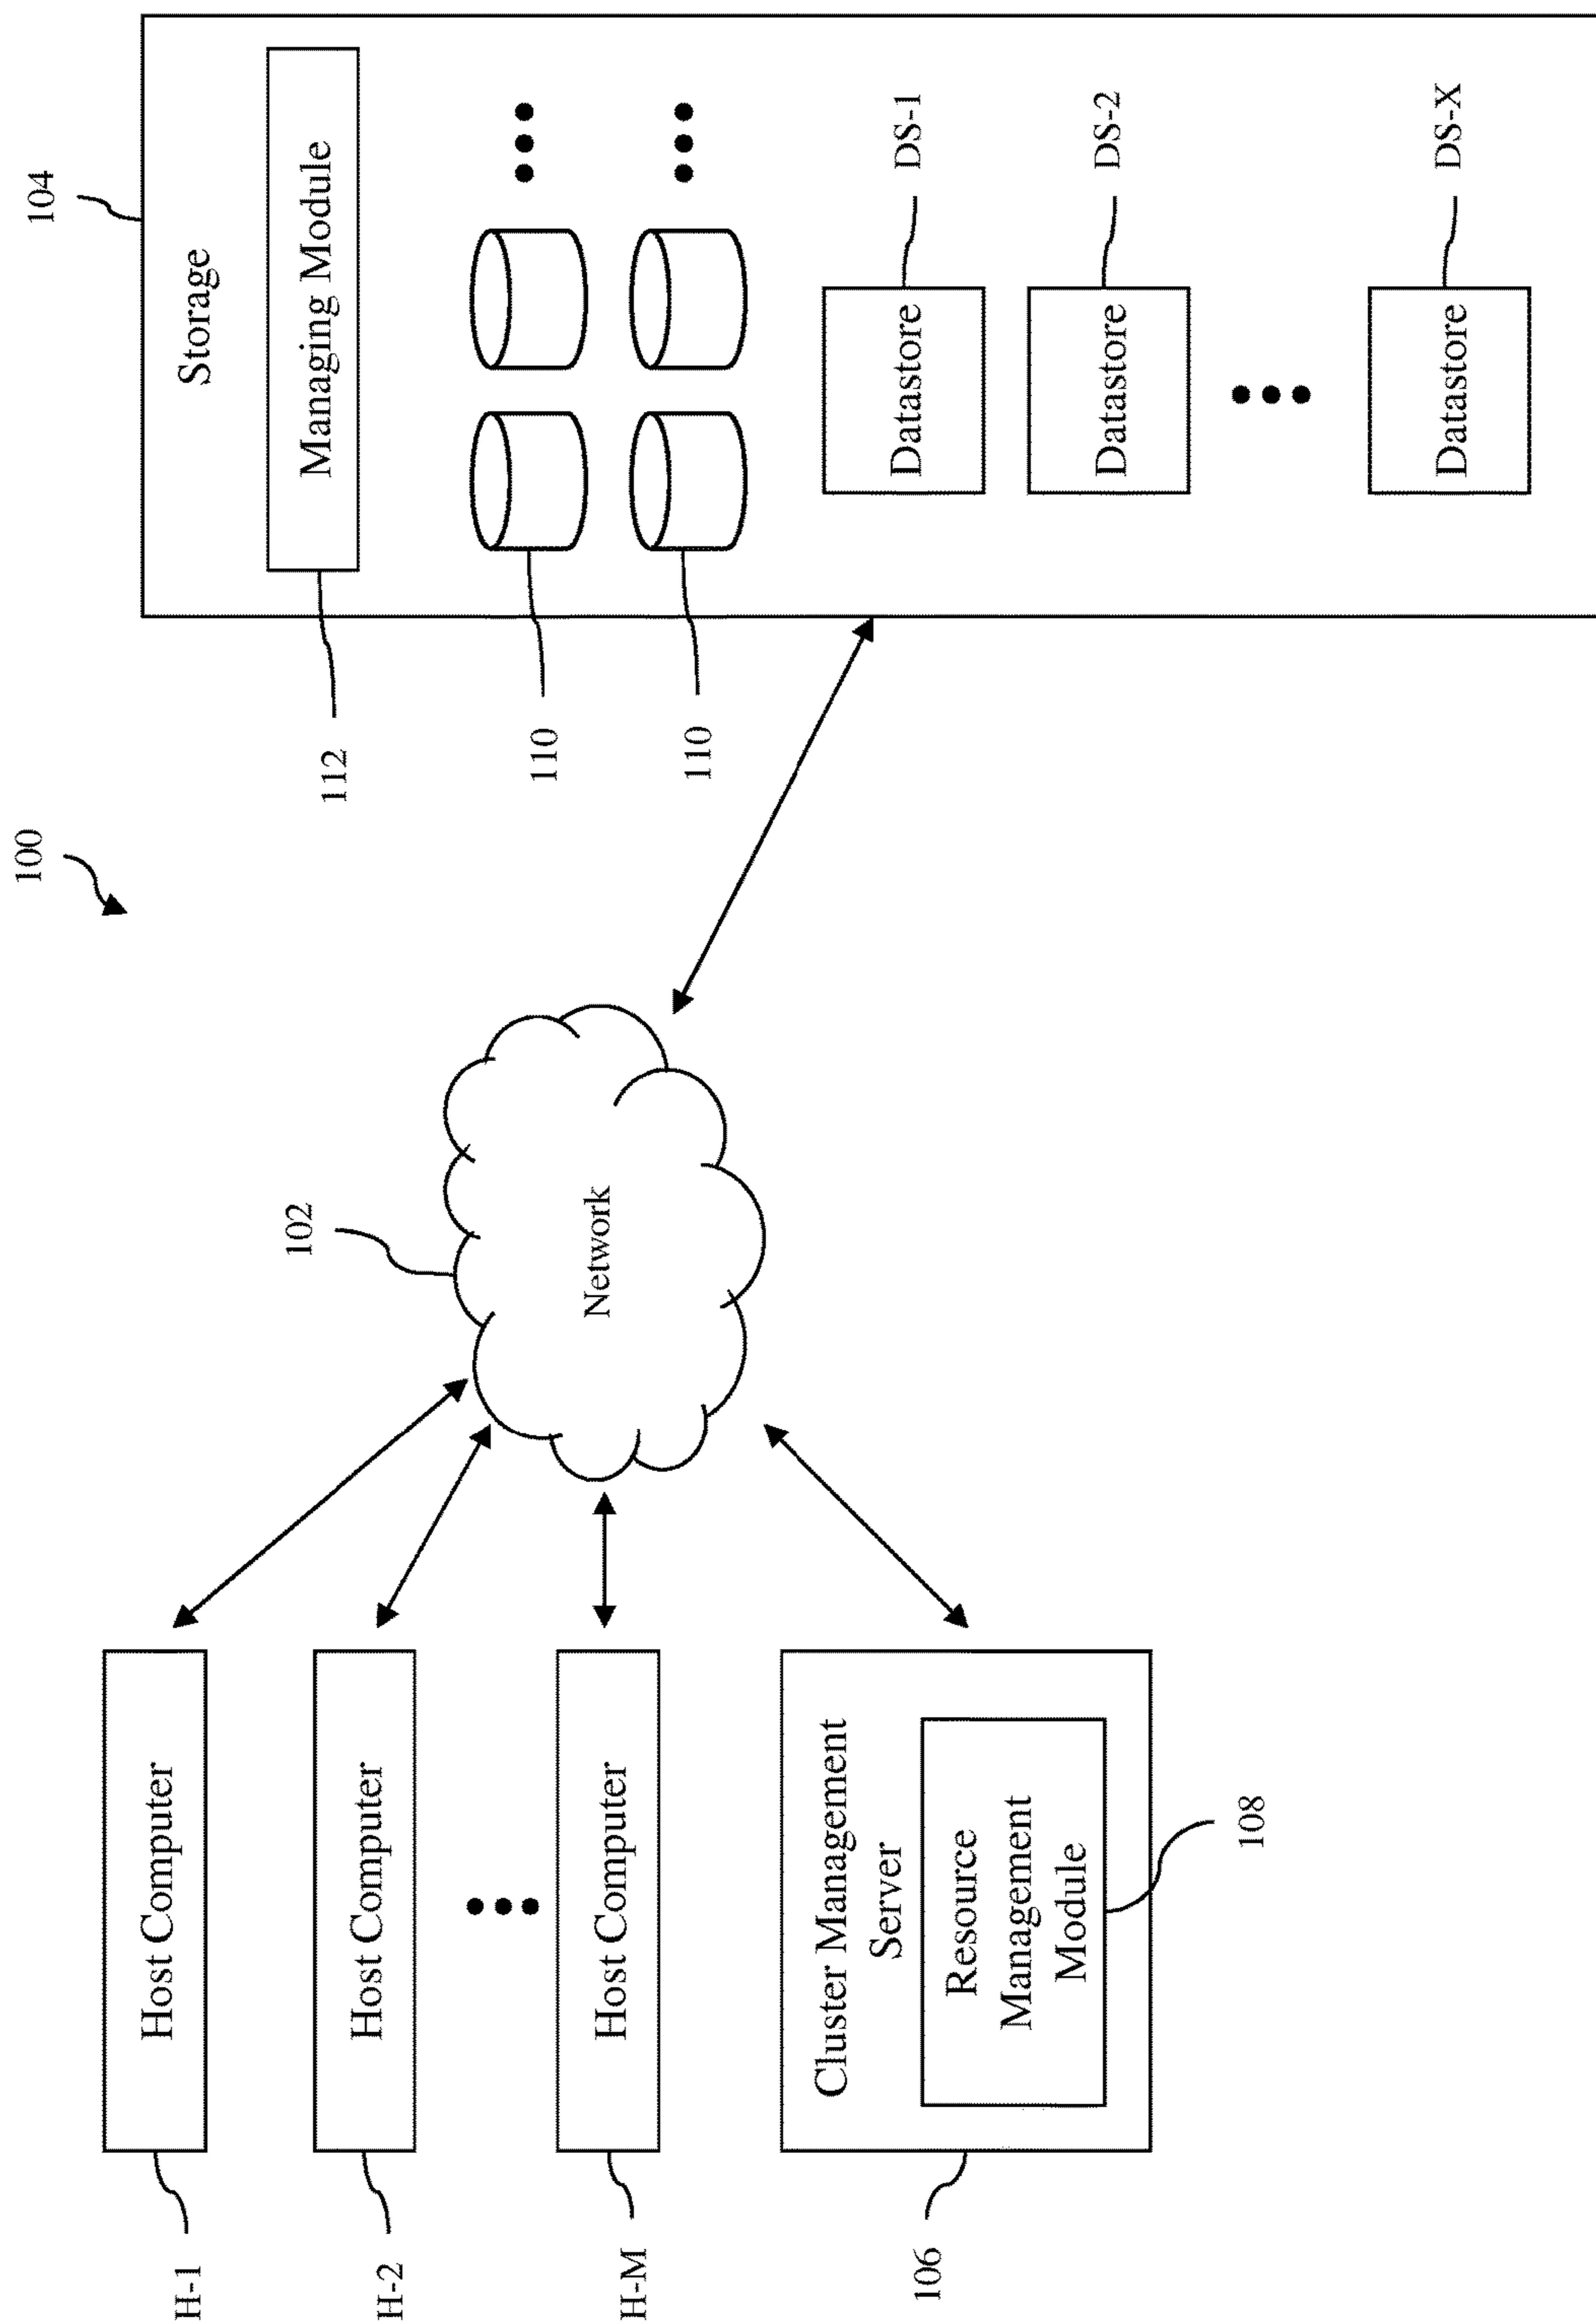 100
H-1
Host Computer
H-2
Host Computer
H-M
Host Computer
106
Cluster Management
Server
Resource
Management
Module
108
102
Network
104
Storage
112
Managing Module
110
110
Datastore
DS-1
Datastore
DS-2
Datastore
DS-X